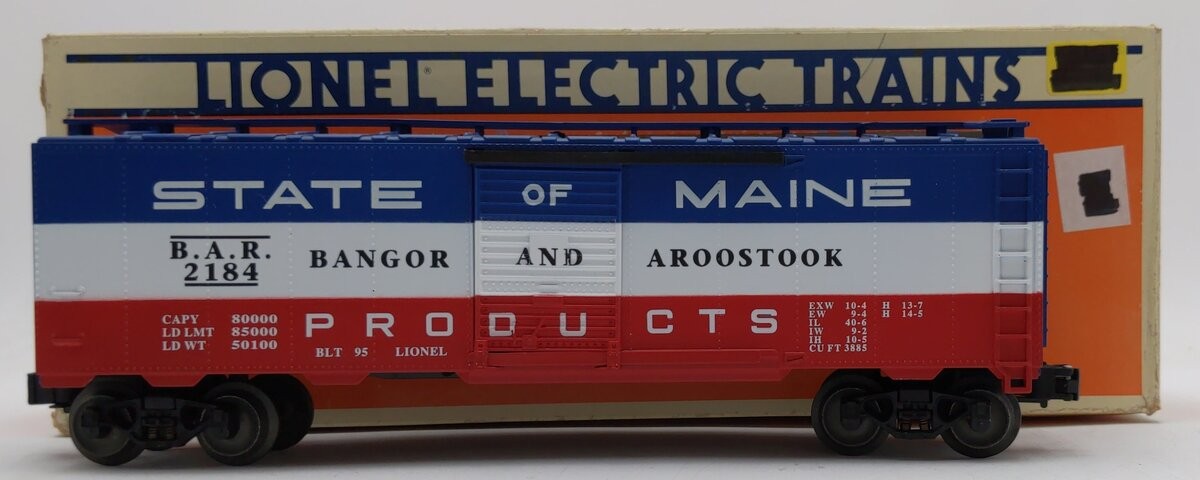 LIONEL® ELECTRIC TRAINS
STATE OF MAINE
B.A.R.
2184
BANGOR AND AROOSTOOK
PRODUCTS
CAPY 80000
LD LMT 85000
LD WT 50100
BLT 95 LIONEL
EXW 10-4 H 13-7
EW 9-4 H 14-5
IL 40-6
IW 9-2
IH 10-5
CU FT 3885